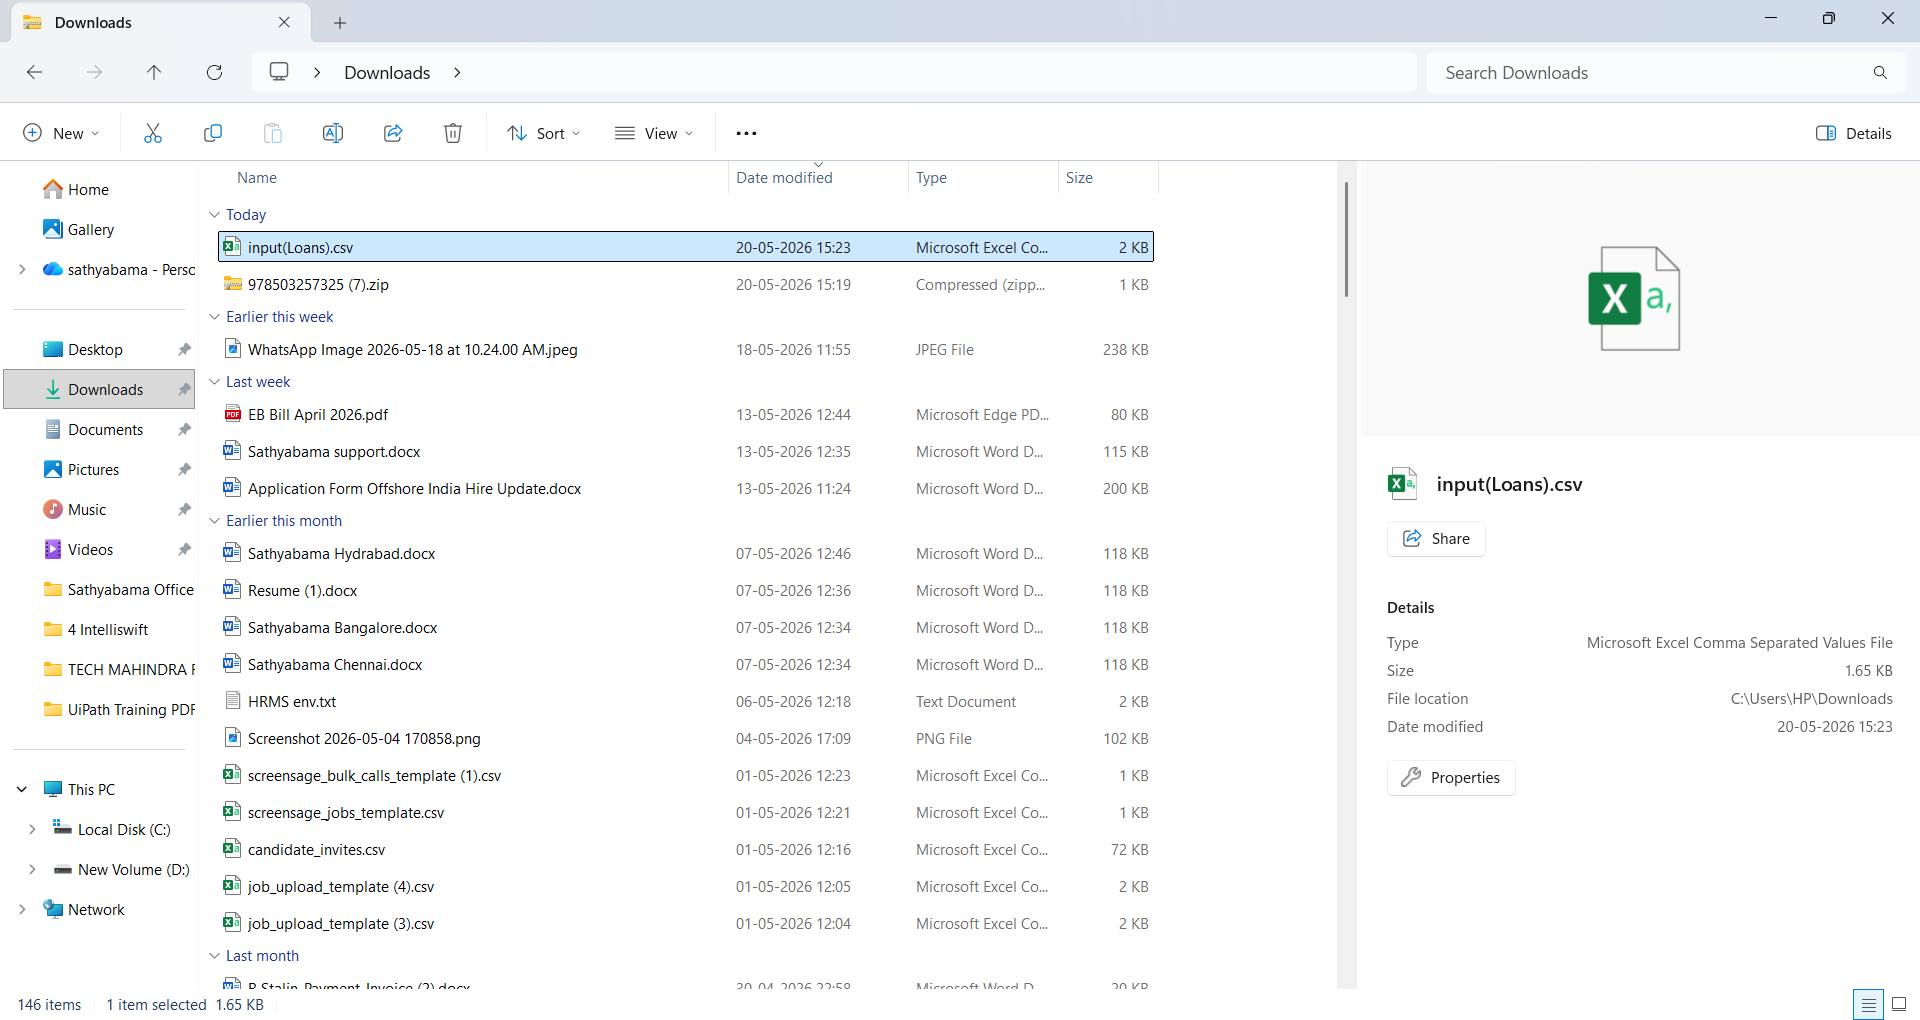 Downloads
Downloads
Search Downloads
New
Sort
View
Details
Home
Gallery
sathyabama - Perso
Desktop
Downloads
Documents
Pictures
Music
Videos
Sathyabama Office
4 Intelliswift
TECH MAHINDRA
UiPath Training PDF
This PC
Local Disk (C:)
New Volume (D:)
Network
Name Date modified Type Size
Today
input(Loans).csv 20-05-2026 15:23 Microsoft Excel Co... 2 KB
978503257325 (7).zip 20-05-2026 15:19 Compressed (zipp... 1 KB
Earlier this week
WhatsApp Image 2026-05-18 at 10.24.00 AM.jpeg 18-05-2026 11:55 JPEG File 238 KB
Last week
EB Bill April 2026.pdf 13-05-2026 12:44 Microsoft Edge PD... 80 KB
Sathyabama support.docx 13-05-2026 12:35 Microsoft Word D... 115 KB
Application Form Offshore India Hire Update.docx 13-05-2026 11:24 Microsoft Word D... 200 KB
Earlier this month
Sathyabama Hydrabad.docx 07-05-2026 12:46 Microsoft Word D... 118 KB
Resume (1).docx 07-05-2026 12:36 Microsoft Word D... 118 KB
Sathyabama Bangalore.docx 07-05-2026 12:34 Microsoft Word D... 118 KB
Sathyabama Chennai.docx 07-05-2026 12:34 Microsoft Word D... 118 KB
HRMS env.txt 06-05-2026 12:18 Text Document 2 KB
Screenshot 2026-05-04 170858.png 04-05-2026 17:09 PNG File 102 KB
screensage_bulk_calls_template (1).csv 01-05-2026 12:23 Microsoft Excel Co... 1 KB
screensage_jobs_template.csv 01-05-2026 12:21 Microsoft Excel Co... 1 KB
candidate_invites.csv 01-05-2026 12:16 Microsoft Excel Co... 72 KB
job_upload_template (4).csv 01-05-2026 12:05 Microsoft Excel Co... 2 KB
job_upload_template (3).csv 01-05-2026 12:04 Microsoft Excel Co... 2 KB
Last month
Stalin Payment Invoice (2).docx 30-04-2026 22:58 Microsoft Word D... 20 KB
X a,
input(Loans).csv
Share
Details
Type Microsoft Excel Comma Separated Values File
Size 1.65 KB
File location C:\Users\HP\Downloads
Date modified 20-05-2026 15:23
Properties
146 items 1 item selected 1.65 KB